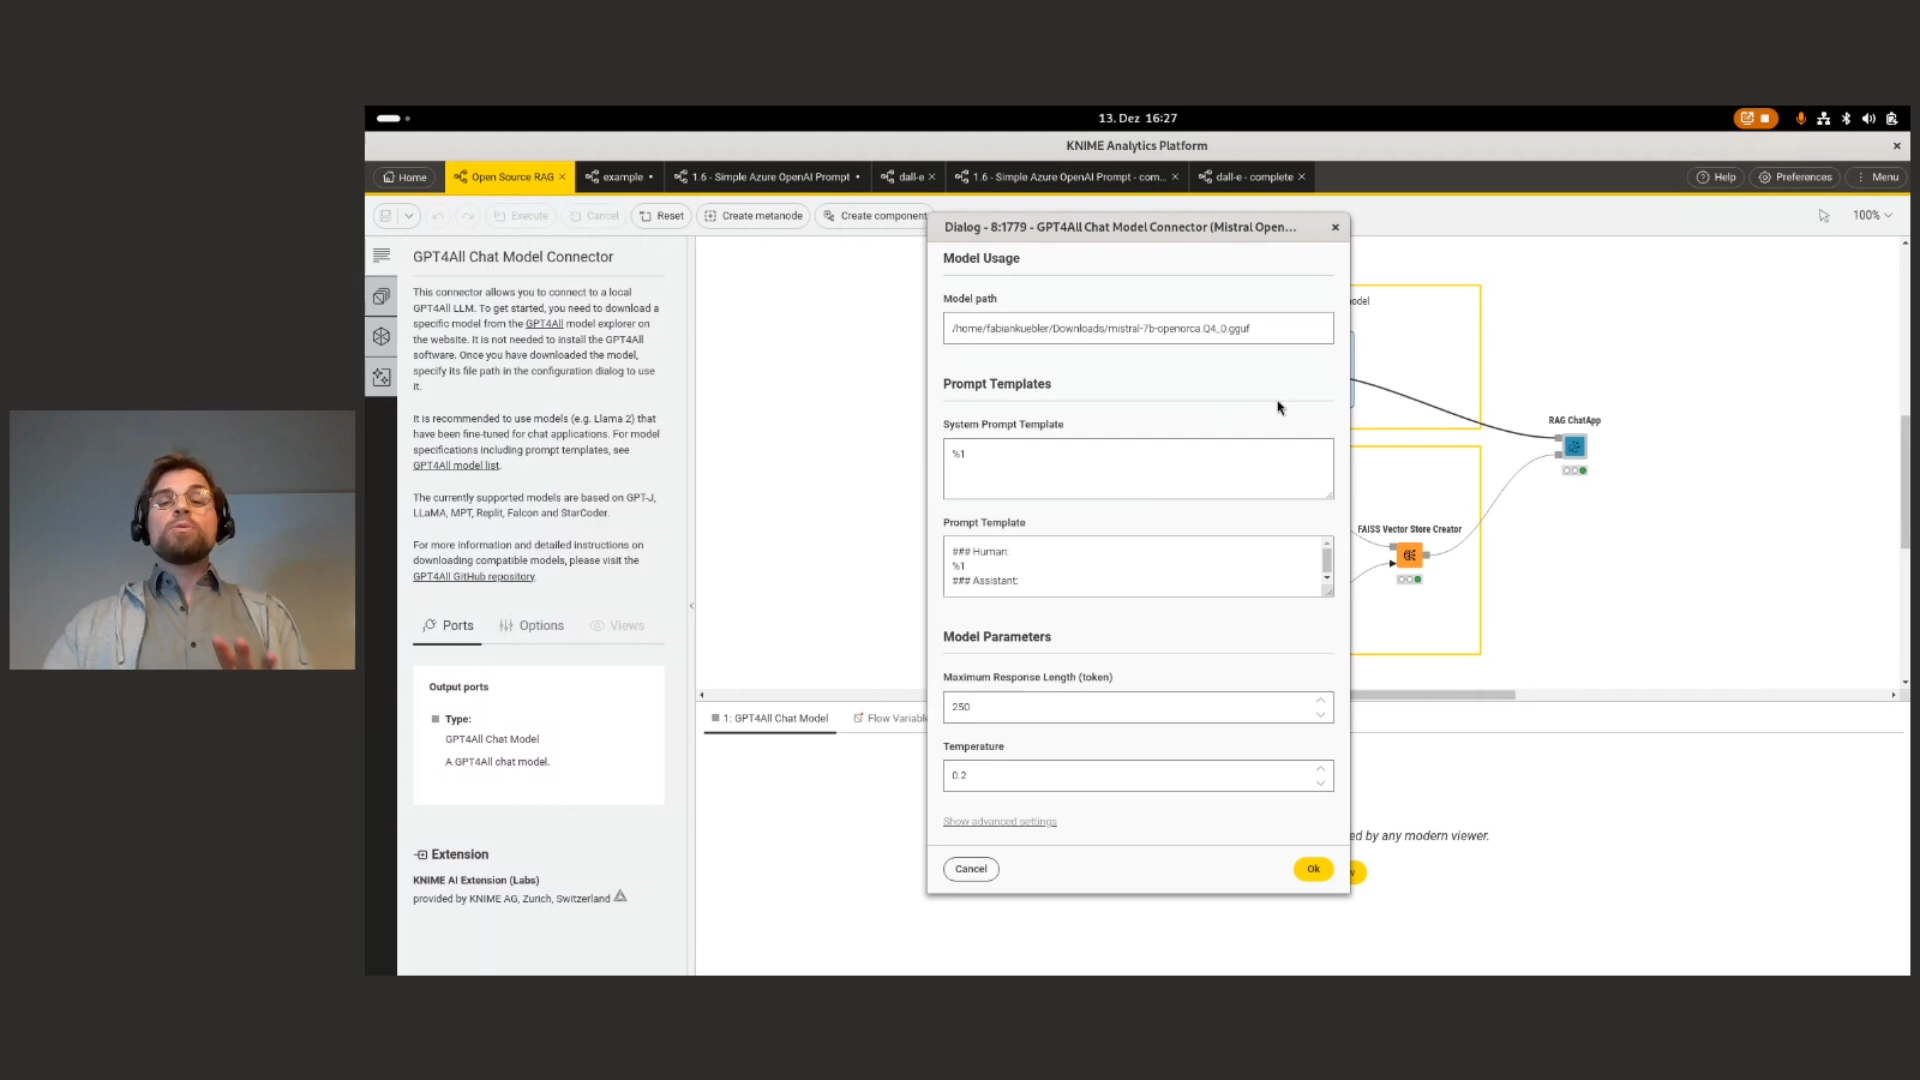 13. Dez 16:27
KNIME Analytics Platform
Home
Open Source RAG
example
1.6 - Simple Azure OpenAI Prompt
dall-e
1.6 - Simple Azure OpenAI Prompt - com...
dall-e - complete
Help
Preferences
Menu
Execute
Cancel
Reset
Create metanode
Create component
100%
GPT4All Chat Model Connector
This connector allows you to connect to a local
GPT4All LLM. To get started, you need to download a
specific model from the GPT4All model explorer on
the website. It is not needed to install the GPT4All
software. Once you have downloaded the model,
specify its file path in the configuration dialog to use
it.
It is recommended to use models (e.g. Llama 2) that
have been fine-tuned for chat applications. For model
specifications including prompt templates, see
GPT4All model list.
The currently supported models are based on GPT-J,
LLaMA, MPT, Replit, Falcon and StarCoder.
For more information and detailed instructions on
downloading compatible models, please visit the
GPT4All GitHub repository.
Ports
Options
Views
Output ports
Type:
GPT4All Chat Model
A GPT4All chat model.
Extension
KNIME AI Extension (Labs)
provided by KNIME AG, Zurich, Switzerland
Dialog - 8:1779 - GPT4All Chat Model Connector (Mistral Open...
Model Usage
Model path
/home/fabiankuebler/Downloads/mistral-7b-openorca.Q4_0.gguf
Prompt Templates
System Prompt Template
%1
Prompt Template
### Human:
%1
### Assistant:
Model Parameters
Maximum Response Length (token)
250
Temperature
0.2
Show advanced settings
Cancel
Ok
RAG ChatApp
FAISS Vector Store Creator
1: GPT4All Chat Model
Flow Variabl
ed by any modern viewer.